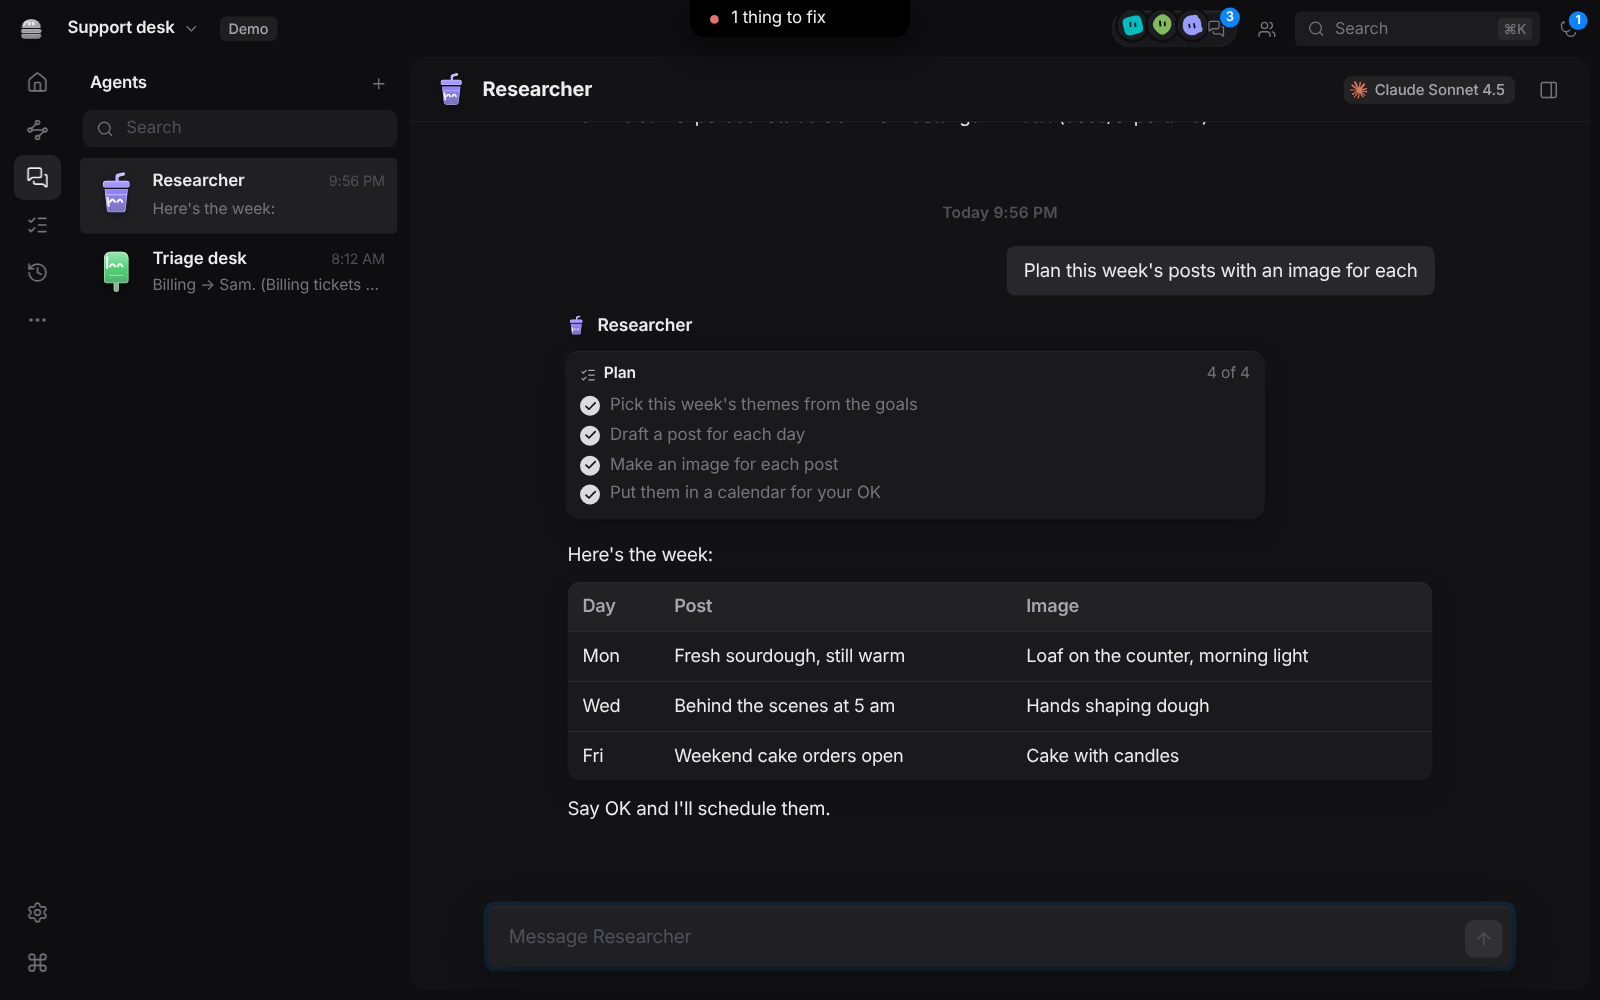 1 thing to fix
Support desk
Demo
3
Search
⌘K
1
Agents
Search
Researcher
9:56 PM
Here's the week:
Triage desk
8:12 AM
Billing → Sam. (Billing tickets ...
Researcher
Claude Sonnet 4.5
Today 9:56 PM
Plan this week's posts with an image for each
Researcher
Plan
4 of 4
Pick this week's themes from the goals
Draft a post for each day
Make an image for each post
Put them in a calendar for your OK
Here's the week:
Day Post Image
Mon Fresh sourdough, still warm Loaf on the counter, morning light
Wed Behind the scenes at 5 am Hands shaping dough
Fri Weekend cake orders open Cake with candles
Say OK and I'll schedule them.
Message Researcher